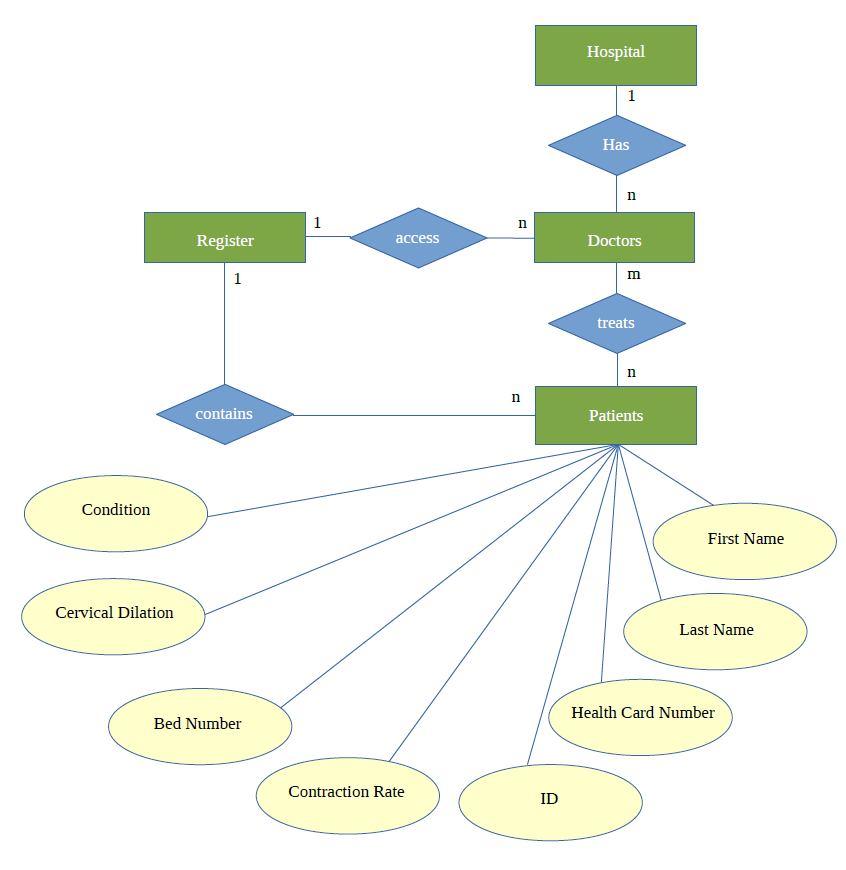 Hospital
1
Has
n
Register
1
access
n
Doctors
1
m
treats
n
contains
n
Patients
Condition
First Name
Cervical Dilation
Last Name
Bed Number
Health Card Number
Contraction Rate
ID